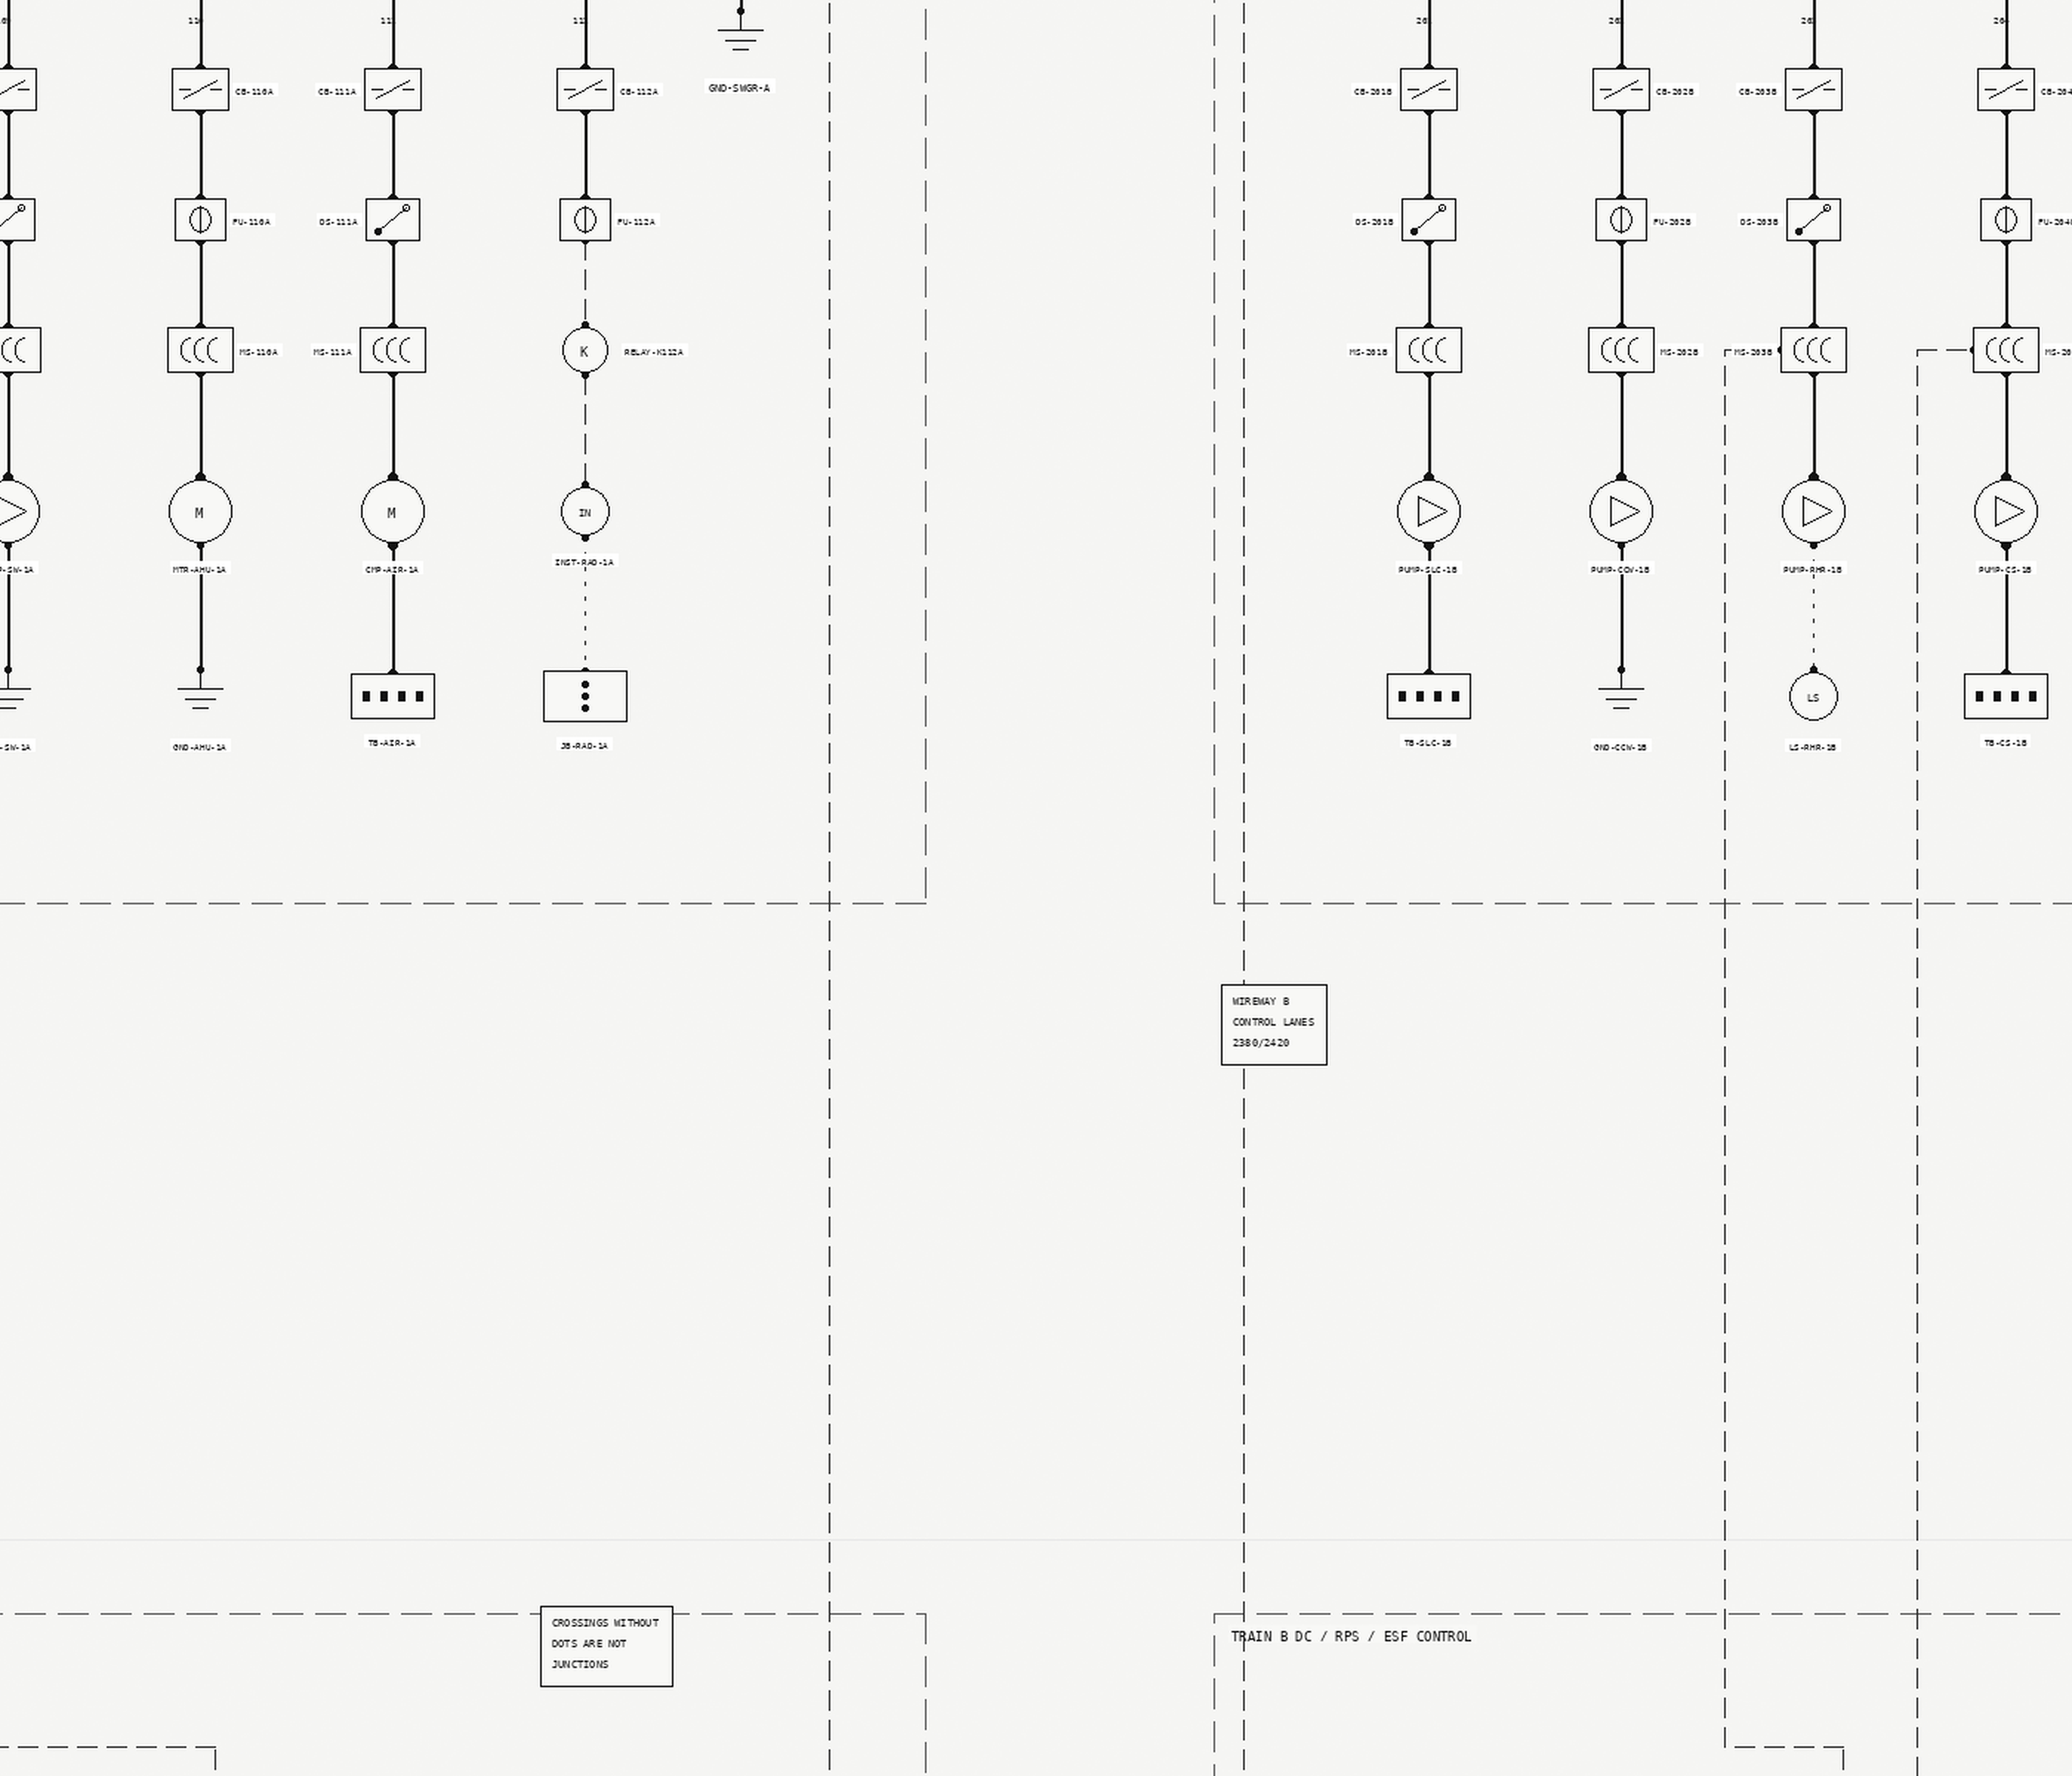 GND-SWGR-A
CB-110A
CB-111A
CB-112A
CB-201B
CB-202B
CB-203B
FU-110A
OS-111A
FU-112A
OS-201B
FU-202B
OS-203B
MS-110A
MS-111A
K
RELAY-K112A
MS-201B
MS-202B
MS-203B
M
M
IN
MTR-AHU-1A
CMP-AIR-1A
INST-RAD-1A
PUMP-SLC-1B
PUMP-CCW-1B
PUMP-RHR-1B
PUMP-CS-1B
LS
GND-AHU-1A
TB-AIR-1A
JB-RAD-1A
TB-SLC-1B
GND-CCW-1B
LS-RHR-1B
TB-CS-1B
WIREWAY B
CONTROL LANES
2380/2420
CROSSINGS WITHOUT
DOTS ARE NOT
JUNCTIONS
TRAIN B DC / RPS / ESF CONTROL